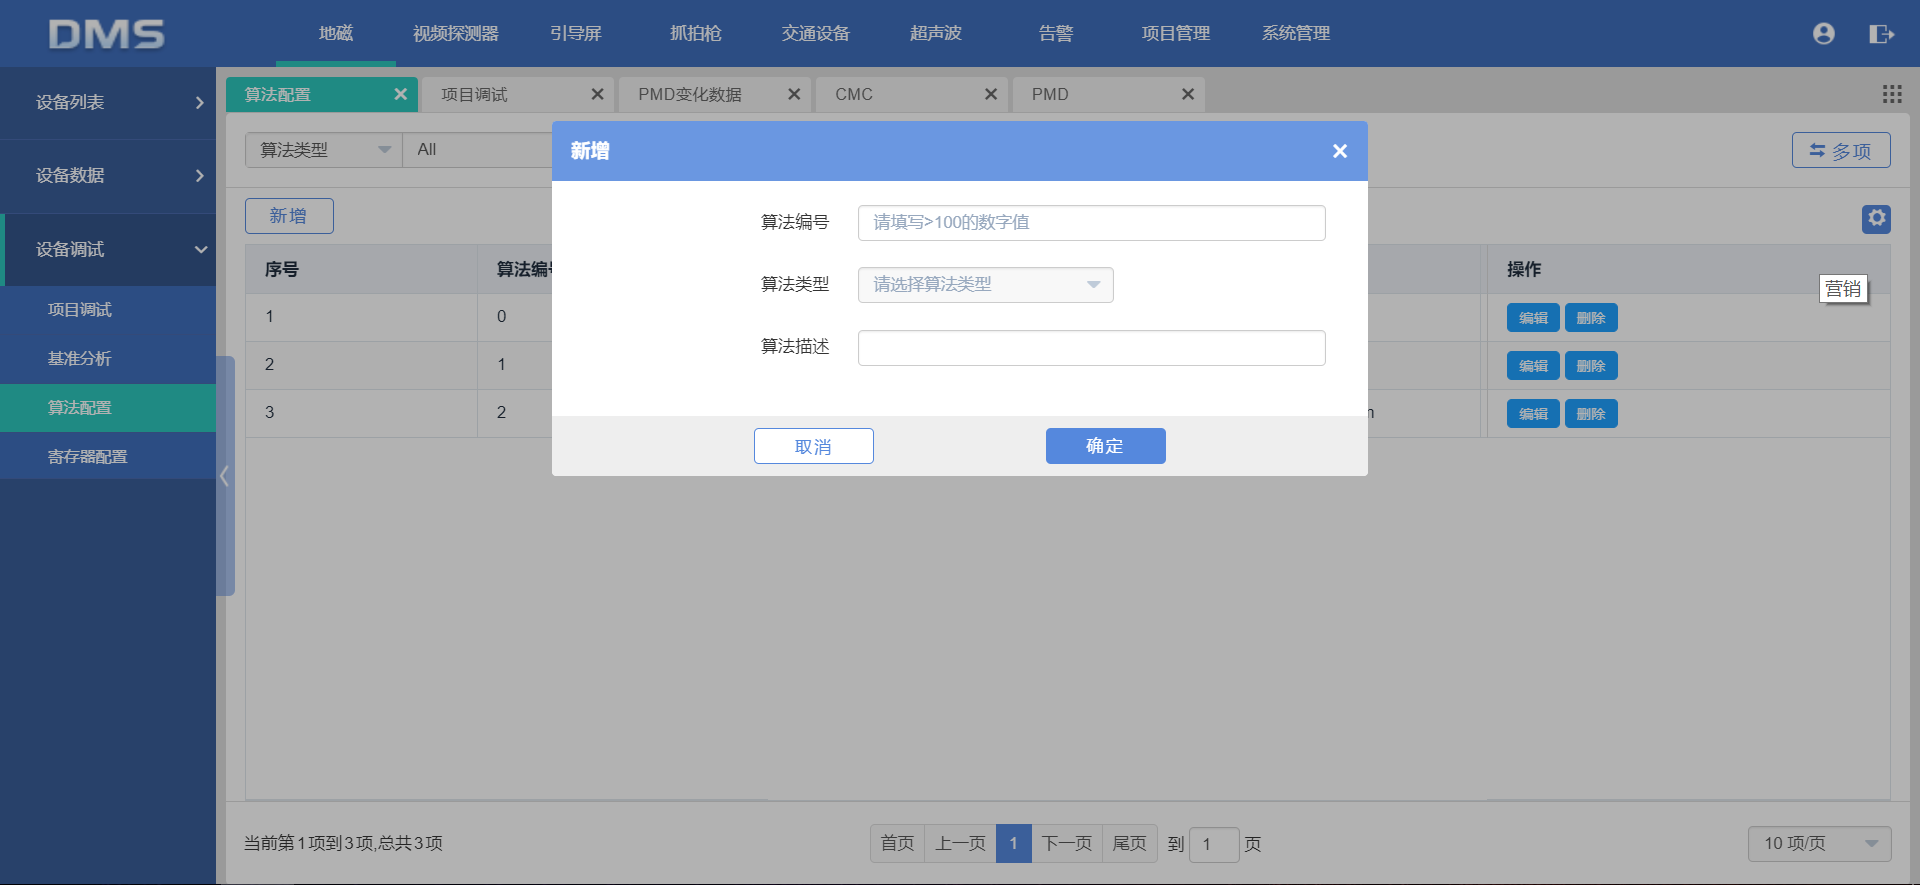 DMS
地磁 视频探测器 引导屏 抓拍枪 交通设备 超声波 告警 项目管理 系统管理
设备列表
设备数据
设备调试
项目调试
基准分析
算法配置
寄存器配置
算法配置 项目调试 PMD变化数据 CMC PMD
算法类型 All 多项
新增
序号 算法编号 操作
1 0 编辑 删除
2 1 编辑 删除
3 2 编辑 删除
营销
新增
算法编号 请填写>100的数字值
算法类型 请选择算法类型
算法描述
取消 确定
当前第1项到3项,总共3项
首页 上一页 1 下一页 尾页 到 1 页
10 项/页